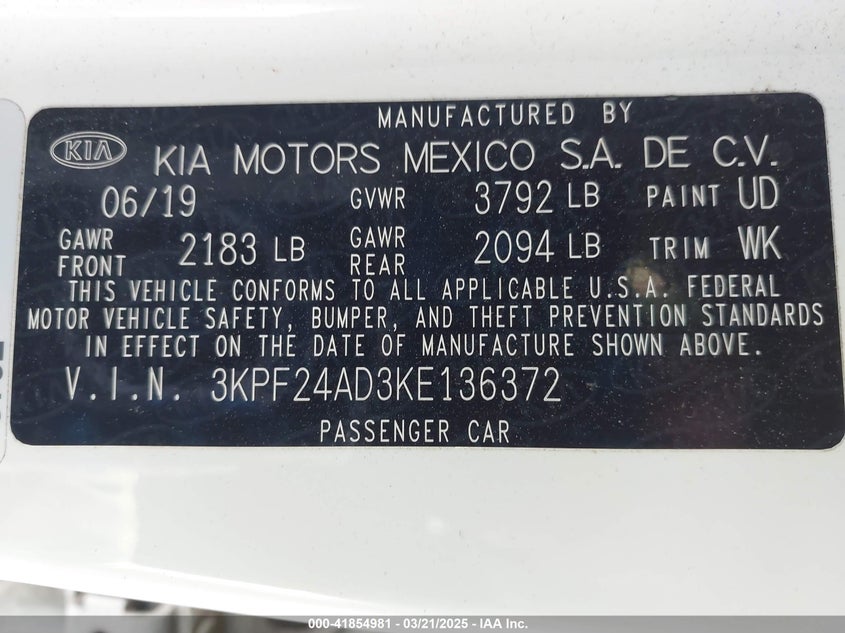 MANUFACTURED BY
KIA KIA MOTORS MEXICO S.A. DE C.V.
06/19 GVWR 3792 LB PAINT UD
GAWR FRONT 2183 LB GAWR REAR 2094 LB TRIM WK
THIS VEHICLE CONFORMS TO ALL APPLICABLE U.S.A. FEDERAL
MOTOR VEHICLE SAFETY, BUMPER, AND THEFT PREVENTION STANDARDS
IN EFFECT ON THE DATE OF MANUFACTURE SHOWN ABOVE.
V.I.N. 3KPF24AD3KE136372
PASSENGER CAR
000-41854981 - 03/21/2025 - IAA Inc.